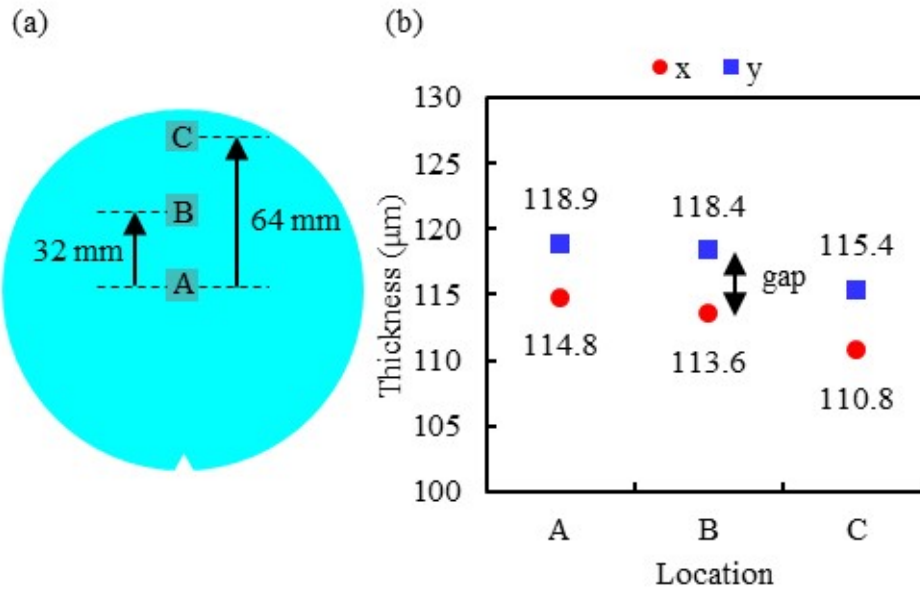 (a)
C
B
64 mm
32 mm
A
(b)
x y
130
125
120
115
110
105
100
Thickness (μm)
118.9
118.4
115.4
gap
114.8
113.6
110.8
A B C
Location